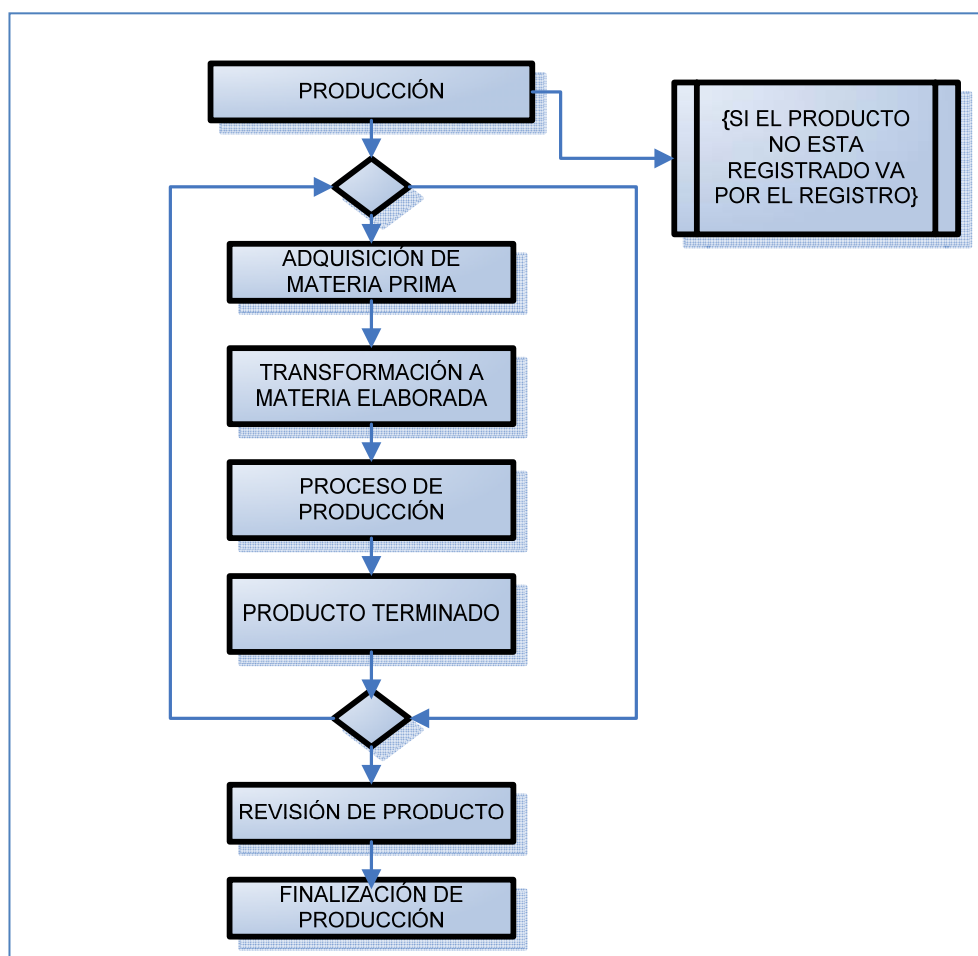 PRODUCCIÓN
{SI EL PRODUCTO
NO ESTA
REGISTRADO VA
POR EL REGISTRO}
ADQUISICIÓN DE
MATERIA PRIMA
TRANSFORMACIÓN A
MATERIA ELABORADA
PROCESO DE
PRODUCCIÓN
PRODUCTO TERMINADO
REVISIÓN DE PRODUCTO
FINALIZACIÓN DE
PRODUCCIÓN